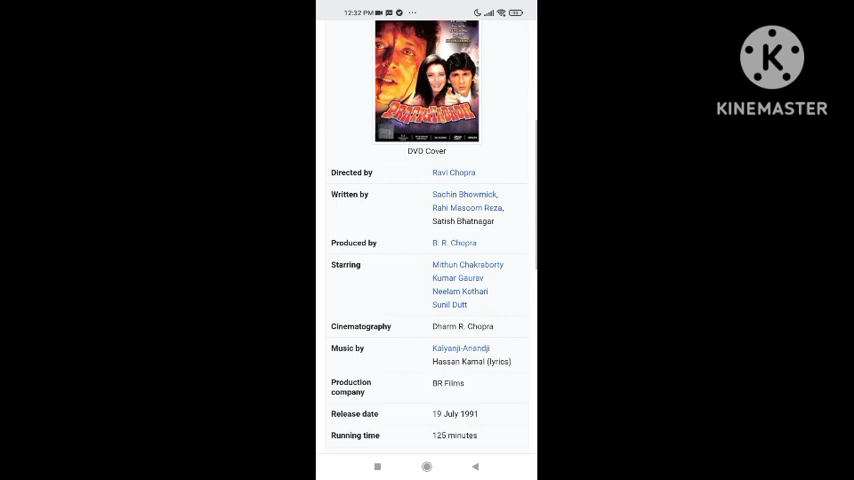 12:32 PM
KINEMASTER
PRATIGYABADH
DVD Cover
Directed by Ravi Chopra
Written by Sachin Bhowmick,
Rahi Masoom Reza,
Satish Bhatnagar
Produced by B. R. Chopra
Starring Mithun Chakraborty
Kumar Gaurav
Neelam Kothari
Sunil Dutt
Cinematography Dharm R. Chopra
Music by Kalyanji-Anandji
Hassan Kamal (lyrics)
Production
company BR Films
Release date 19 July 1991
Running time 125 minutes